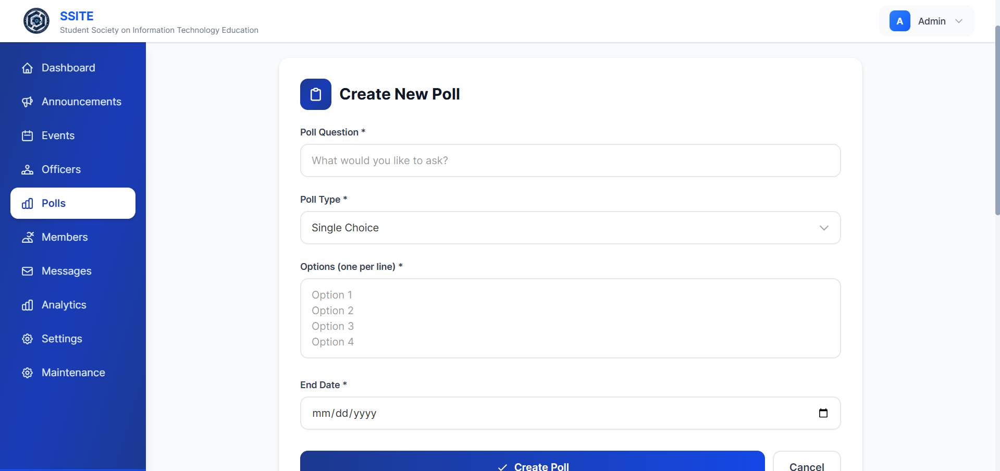 SSITE
Student Society on Information Technology Education
A
Admin
Dashboard
Announcements
Events
Officers
Polls
Members
Messages
Analytics
Settings
Maintenance
Create New Poll
Poll Question *
What would you like to ask?
Poll Type *
Single Choice
Options (one per line) *
Option 1
Option 2
Option 3
Option 4
End Date *
mm/dd/yyyy
Create Poll
Cancel